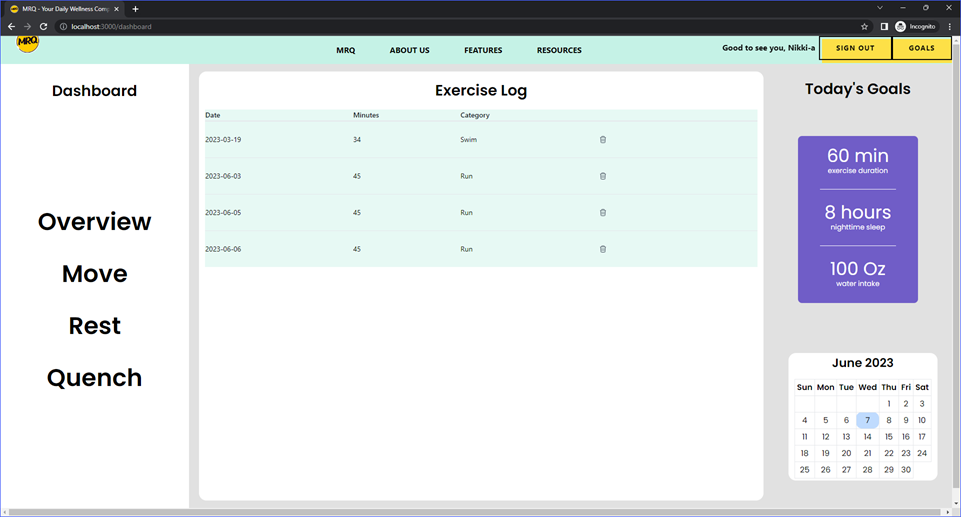 MRQ - Your Daily Wellness Comp
localhost:3000/dashboard
Incognito
MRQ
MRQ ABOUT US FEATURES RESOURCES
Good to see you, Nikki-a
SIGN OUT GOALS
Dashboard
Overview
Move
Rest
Quench
Exercise Log
Date Minutes Category
2023-03-19 34 Swim
2023-06-03 45 Run
2023-06-05 45 Run
2023-06-06 45 Run
Today's Goals
60 min
exercise duration
8 hours
nighttime sleep
100 Oz
water intake
June 2023
Sun Mon Tue Wed Thu Fri Sat
1 2 3
4 5 6 7 8 9 10
11 12 13 14 15 16 17
18 19 20 21 22 23 24
25 26 27 28 29 30